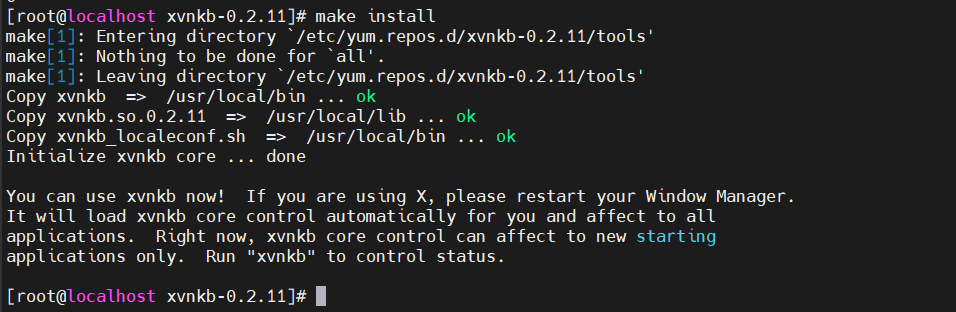 [root@localhost xvnkb-0.2.11]# make install
make[1]: Entering directory `/etc/yum.repos.d/xvnkb-0.2.11/tools'
make[1]: Nothing to be done for `all'.
make[1]: Leaving directory `/etc/yum.repos.d/xvnkb-0.2.11/tools'
Copy xvnkb  =>  /usr/local/bin ... ok
Copy xvnkb.so.0.2.11  =>  /usr/local/lib ... ok
Copy xvnkb_localeconf.sh  =>  /usr/local/bin ... ok
Initialize xvnkb core ... done
You can use xvnkb now!  If you are using X, please restart your Window Manager.
It will load xvnkb core control automatically for you and affect to all
applications.  Right now, xvnkb core control can affect to new starting
applications only.  Run "xvnkb" to control status.
[root@localhost xvnkb-0.2.11]#